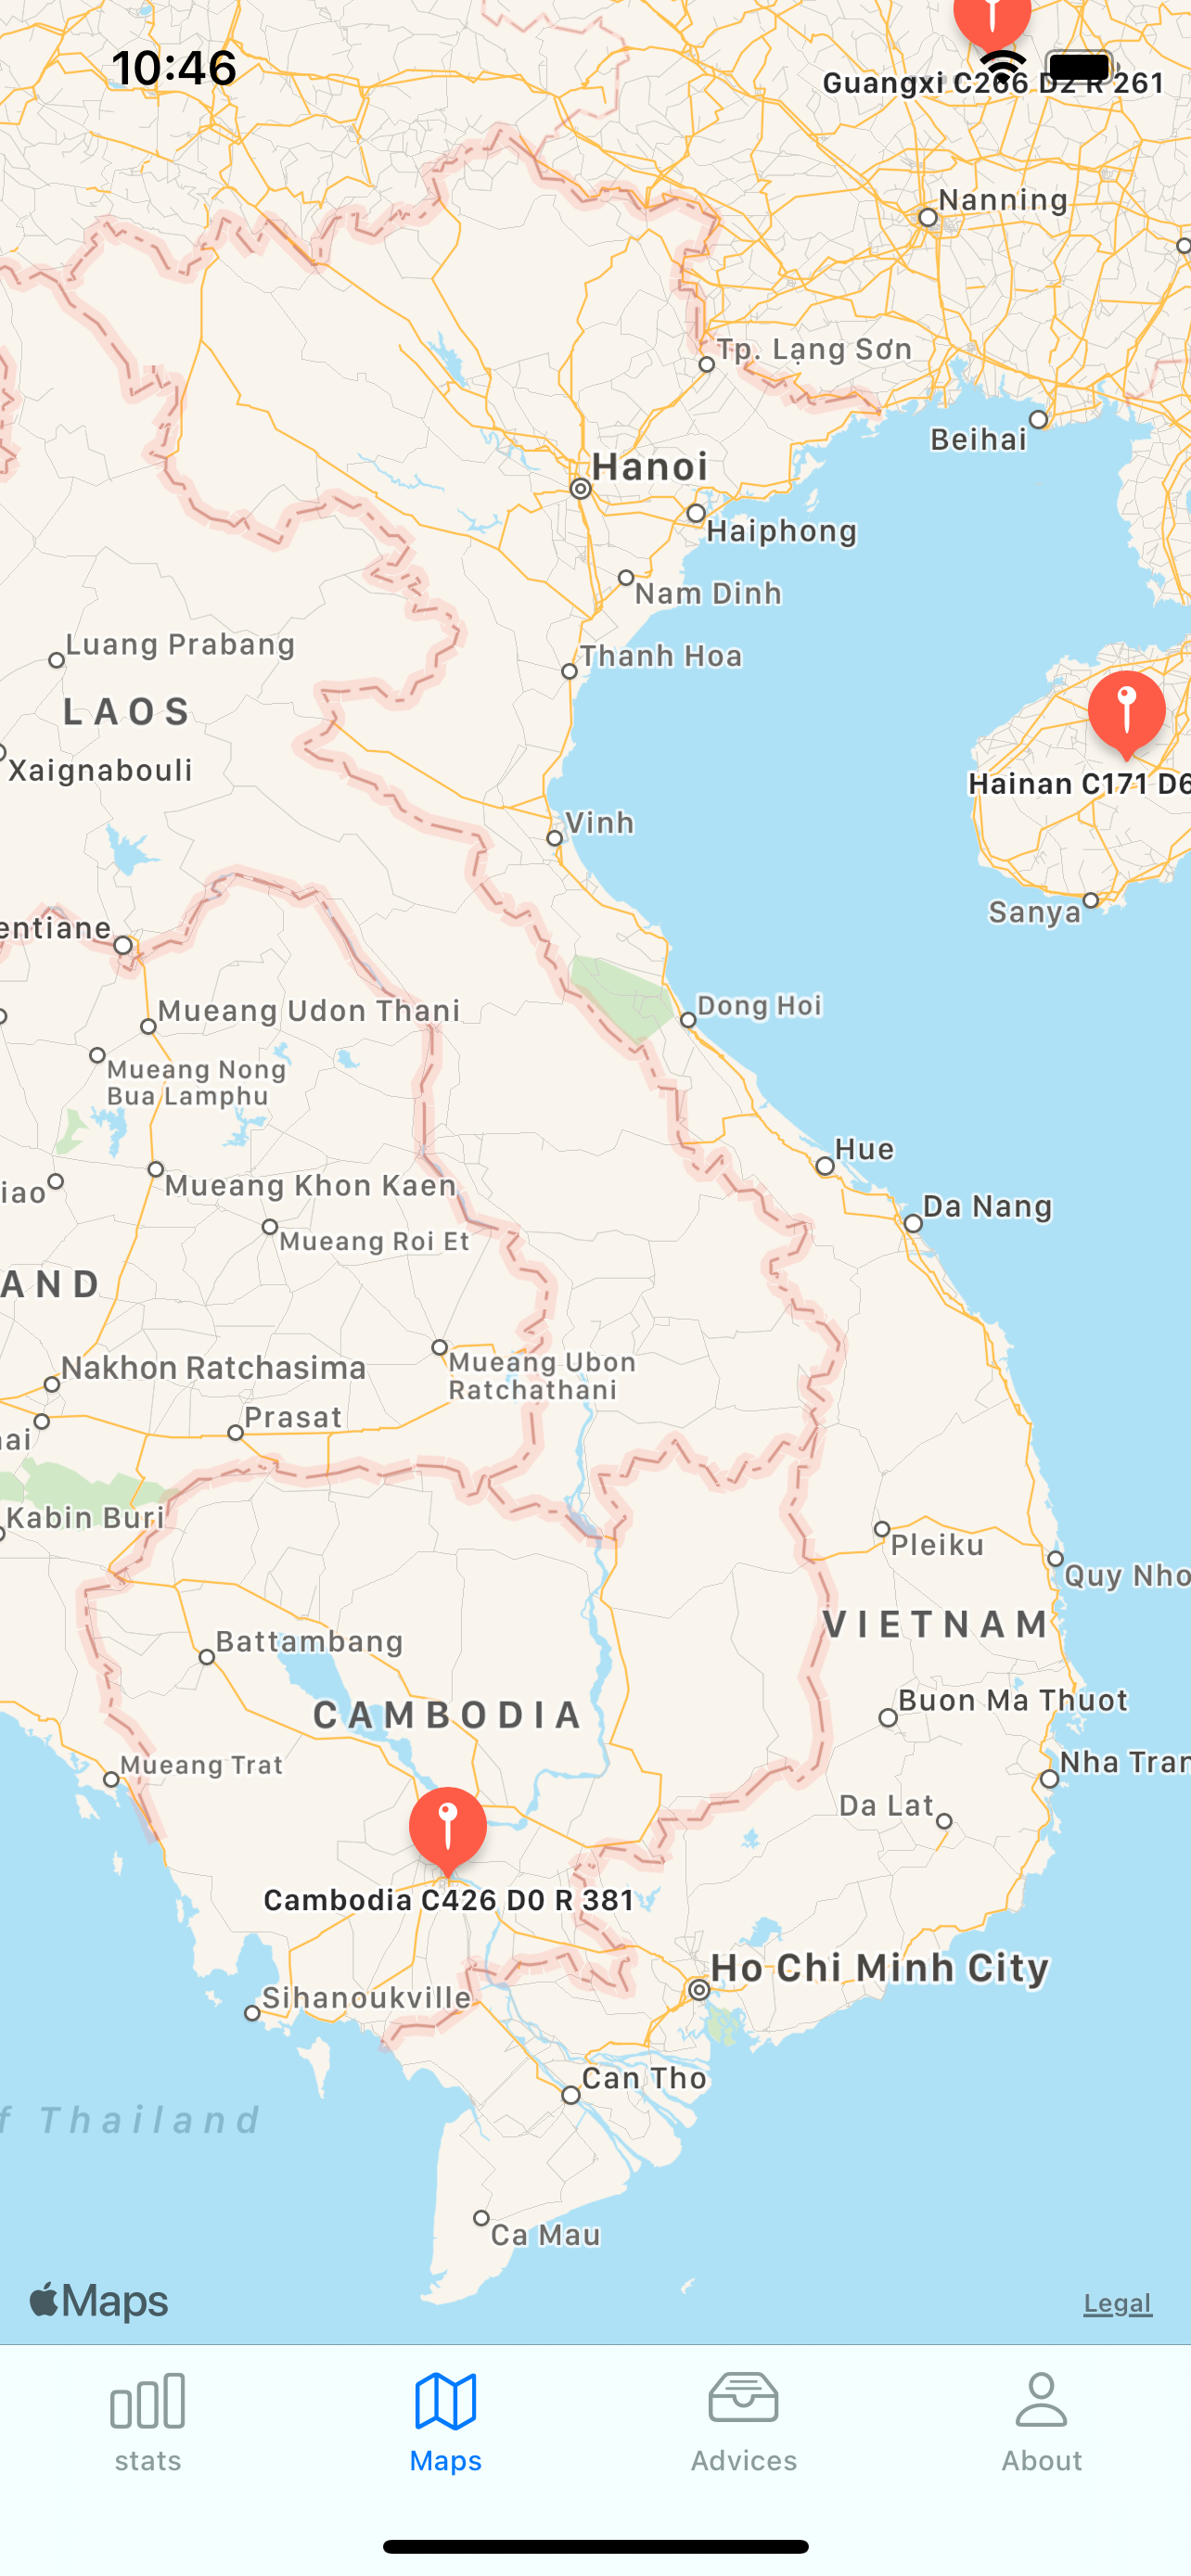 10:46
Guangxi C266 D2 R 261
Nanning
Tp. Lạng Sơn
Beihai
Hanoi
Haiphong
Nam Dinh
Luang Prabang
Thanh Hoa
LAOS
Xaignabouli
Hainan C171 D6
Vinh
Sanya
entiane
Dong Hoi
Mueang Udon Thani
Mueang Nong
Bua Lamphu
Hue
iao
Mueang Khon Kaen
Da Nang
Mueang Roi Et
AND
Nakhon Ratchasima
Mueang Ubon
Ratchathani
Prasat
ai
Kabin Buri
Pleiku
Quy Nho
VIETNAM
Battambang
Buon Ma Thuot
CAMBODIA
Mueang Trat
Nha Tran
Da Lat
Cambodia C426 D0 R 381
Ho Chi Minh City
Sihanoukville
Can Tho
f Thailand
Ca Mau
Maps
Legal
stats
Maps
Advices
About